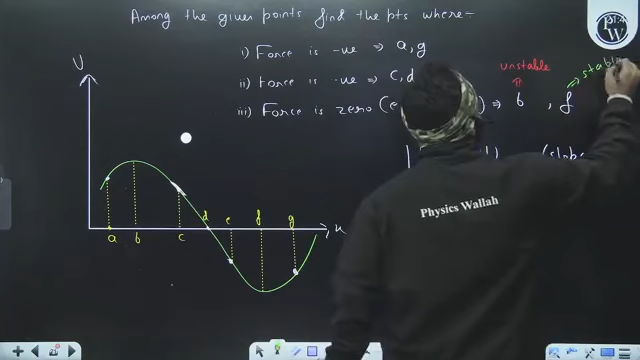 Among the given points find the pts where-
i) Force is -ve ⇒ a, g
ii) Force is -ve ⇒ c, d
unstable
stable
iii) Force is zero ⇒ b , f
U
d e f g
a b c
x
Physics Wallah
PW